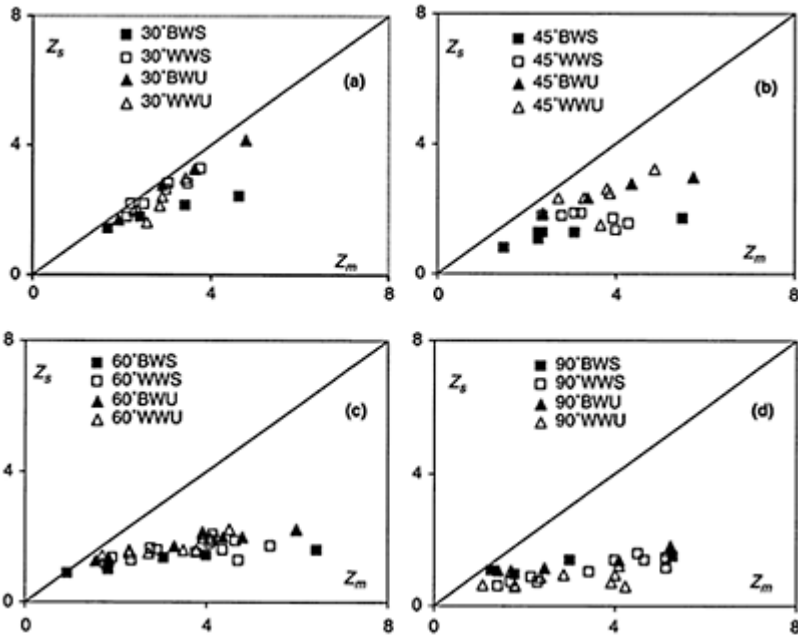 8
Zs
30°BWS
30°WWS
30°BWU
30°WWU
(a)
4
0
Zm
0 4 8
8
Zs
45°BWS
45°WWS
45°BWU
45°WWU
(b)
4
0
Zm
0 4 8
8
Zs
60°BWS
60°WWS
60°BWU
60°WWU
(c)
4
0
Zm
0 4 8
8
Zs
90°BWS
90°WWS
90°BWU
90°WWU
(d)
4
0
Zm
0 4 8